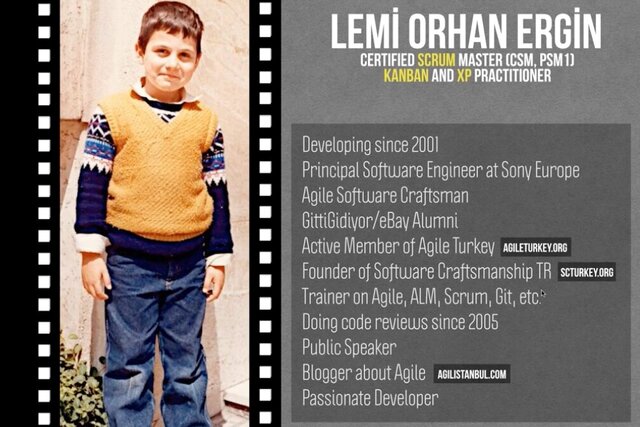 LEMİ ORHAN ERGİN
CERTIFIED SCRUM MASTER (CSM, PSM1)
KANBAN AND XP PRACTITIONER
Developing since 2001
Principal Software Engineer at Sony Europe
Agile Software Craftsman
GittiGidiyor/eBay Alumni
Active Member of Agile Turkey AGILETURKEY.ORG
Founder of Software Craftsmanship TR SCTURKEY.ORG
Trainer on Agile, ALM, Scrum, Git, etc.
Doing code reviews since 2005
Public Speaker
Blogger about Agile AGILISTANBUL.COM
Passionate Developer